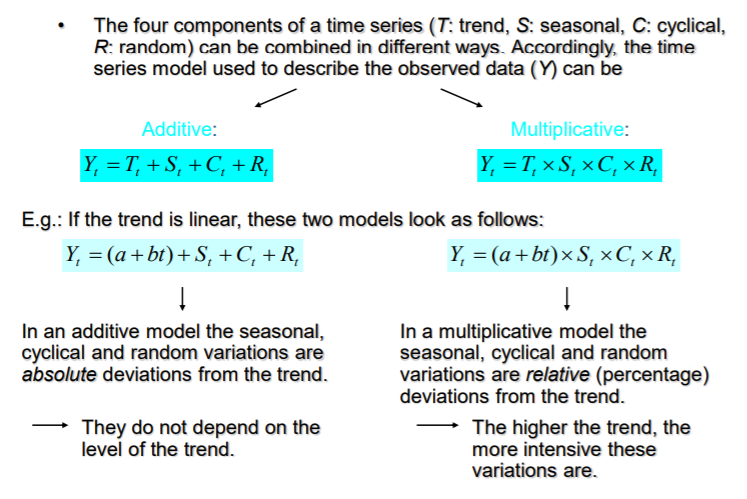 • The four components of a time series (T: trend, S: seasonal, C: cyclical,
R: random) can be combined in different ways. Accordingly, the time
series model used to describe the observed data (Y) can be
Additive:
Y_t = T_t + S_t + C_t + R_t
Multiplicative:
Y_t = T_t × S_t × C_t × R_t
E.g.: If the trend is linear, these two models look as follows:
Y_t = (a + bt) + S_t + C_t + R_t
Y_t = (a + bt) × S_t × C_t × R_t
In an additive model the seasonal,
cyclical and random variations are
absolute deviations from the trend.
They do not depend on the
level of the trend.
In a multiplicative model the
seasonal, cyclical and random
variations are relative (percentage)
deviations from the trend.
The higher the trend, the
more intensive these
variations are.